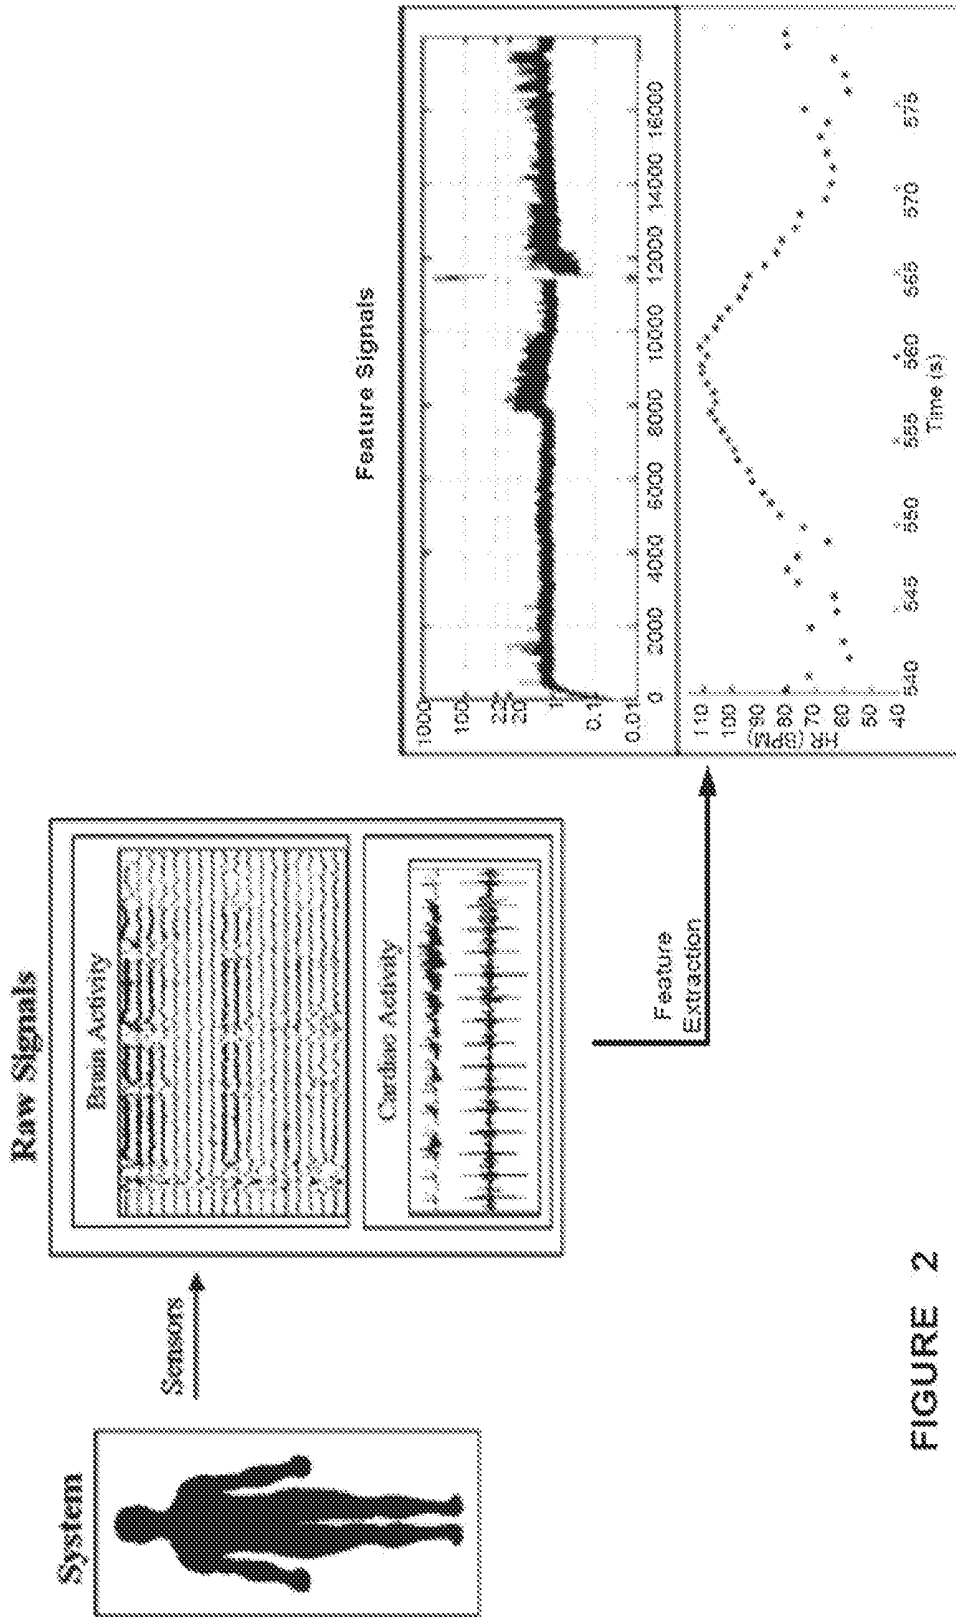 System
Sensors
Raw Signals
Brain Activity
Cardiac Activity
Feature
Extraction
Feature Signals
1000
100
22
20
1
0.1
0.01
0 2000 4000 6000 8000 10000 12000 14000 16000
110
100
90
80
70
60
50
40
HR (BPM)
540 545 550 555 560 565 570 575
Time (s)
FIGURE 2